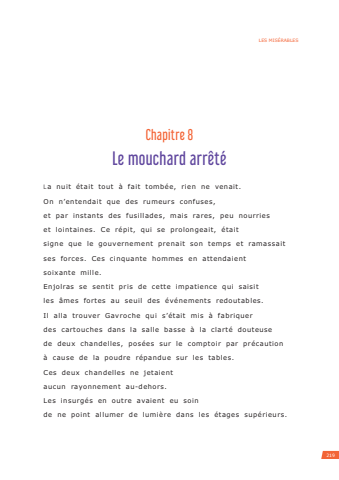 LES MISÉRABLES
Chapitre 8
Le mouchard arrêté
La nuit était tout à fait tombée, rien ne venait.
On n'entendait que des rumeurs confuses,
et par instants des fusillades, mais rares, peu nourries
et lointaines. Ce répit, qui se prolongeait, était
signe que le gouvernement prenait son temps et ramassait
ses forces. Ces cinquante hommes en attendaient
soixante mille.
Enjolras se sentit pris de cette impatience qui saisit
les âmes fortes au seuil des événements redoutables.
Il alla trouver Gavroche qui s'était mis à fabriquer
des cartouches dans la salle basse à la clarté douteuse
de deux chandelles, posées sur le comptoir par précaution
à cause de la poudre répandue sur les tables.
Ces deux chandelles ne jetaient
aucun rayonnement au-dehors.
Les insurgés en outre avaient eu soin
de ne point allumer de lumière dans les étages supérieurs.
219